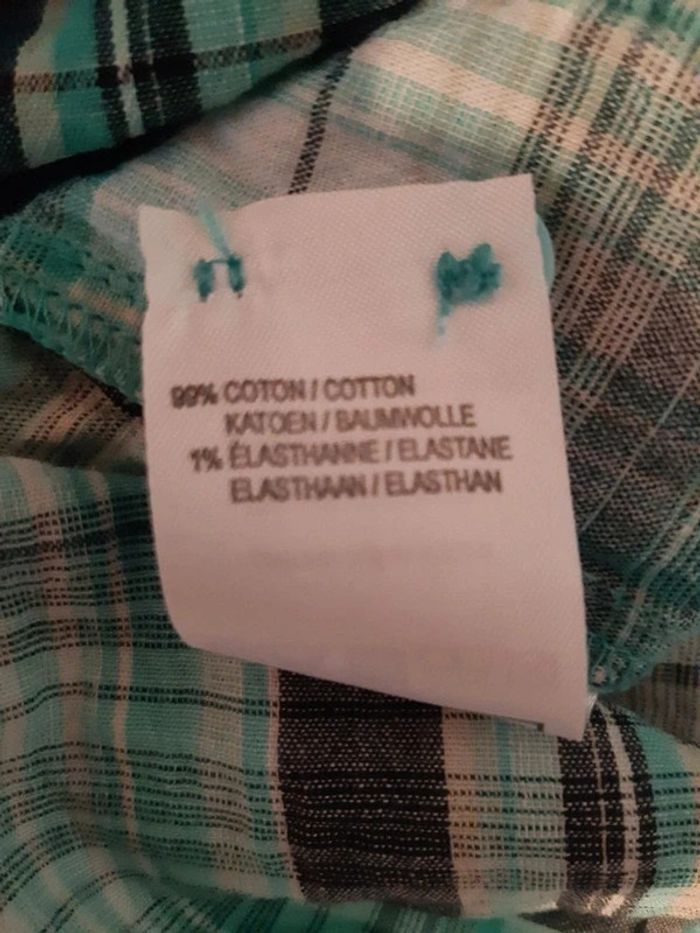 99% COTON / COTTON
KATOEN / BAUMWOLLE
1% ÉLASTHANNE / ELASTANE
ELASTHAAN / ELASTHAN